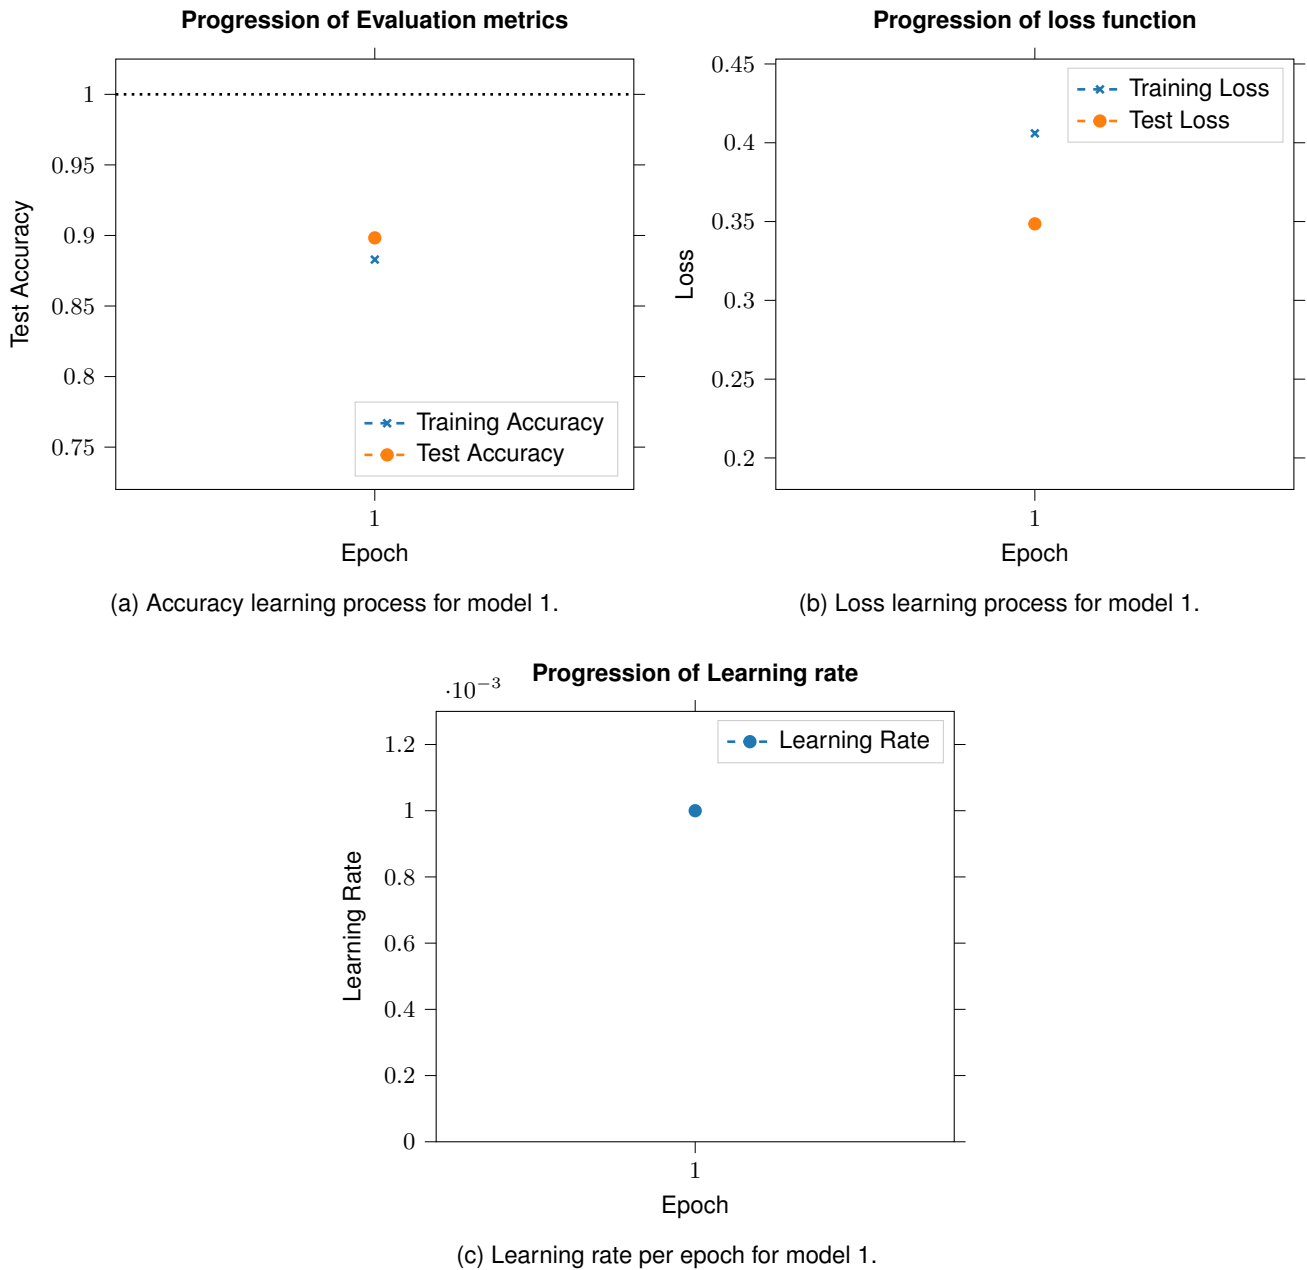 Progression of Evaluation metrics
1
0.95
0.9
0.85
0.8
0.75
Test Accuracy
Training Accuracy
Test Accuracy
1
Epoch
(a) Accuracy learning process for model 1.
Progression of loss function
0.45
0.4
0.35
0.3
0.25
0.2
Loss
Training Loss
Test Loss
1
Epoch
(b) Loss learning process for model 1.
Progression of Learning rate
·10⁻³
1.2
1
0.8
0.6
0.4
0.2
0
Learning Rate
Learning Rate
1
Epoch
(c) Learning rate per epoch for model 1.